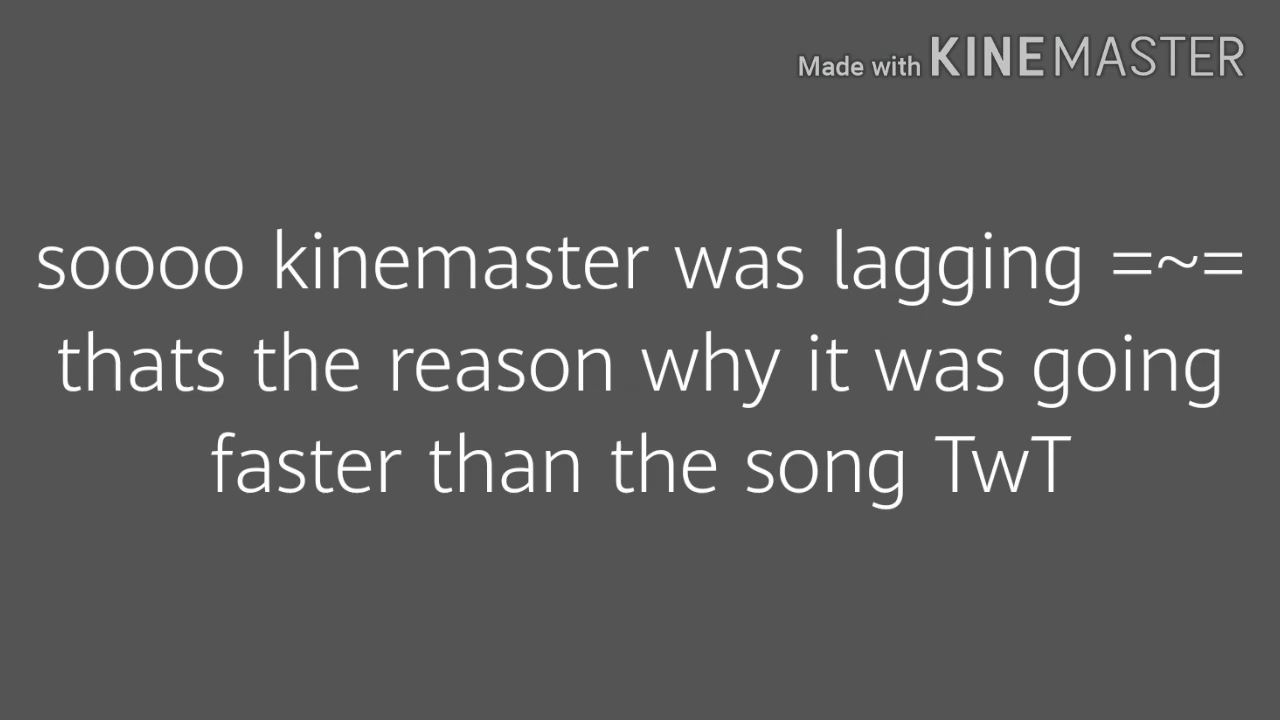 Made with KINEMASTER
soooo kinemaster was lagging =~=
thats the reason why it was going
faster than the song TwT